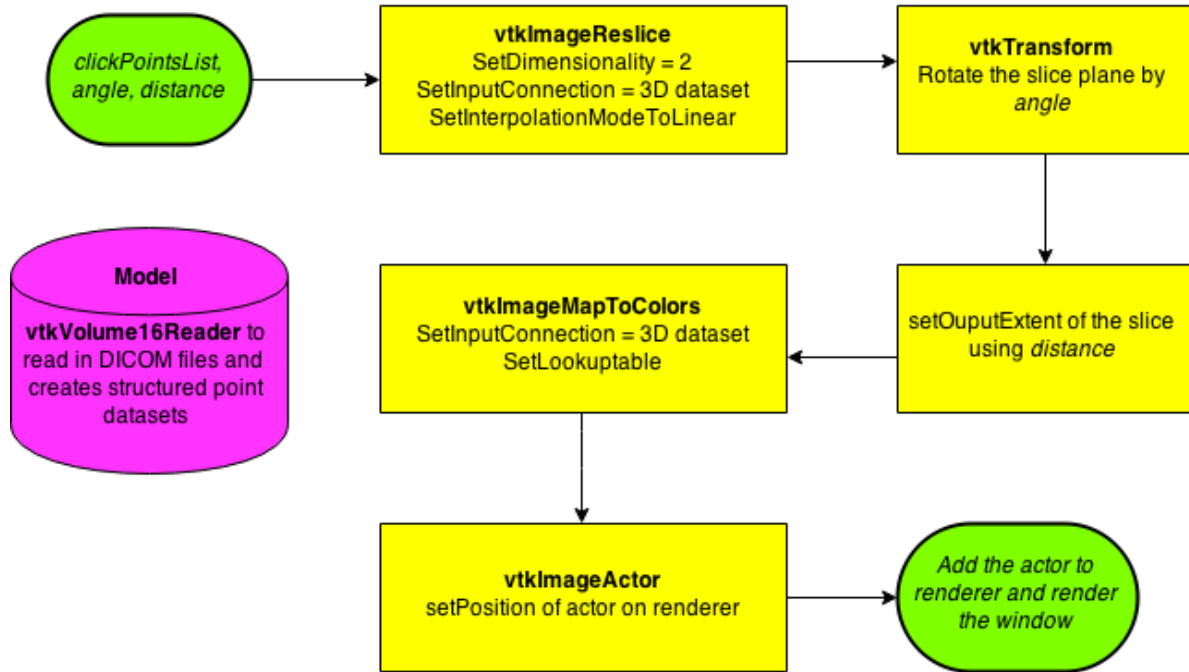 clickPointsList,
angle, distance
vtkImageReslice
SetDimensionality = 2
SetInputConnection = 3D dataset
SetInterpolationModeToLinear
vtkTransform
Rotate the slice plane by
angle
Model
vtkVolume16Reader to
read in DICOM files and
creates structured point
datasets
vtkImageMapToColors
SetInputConnection = 3D dataset
SetLookuptable
setOuputExtent of the slice
using distance
vtkImageActor
setPosition of actor on renderer
Add the actor to
renderer and render
the window